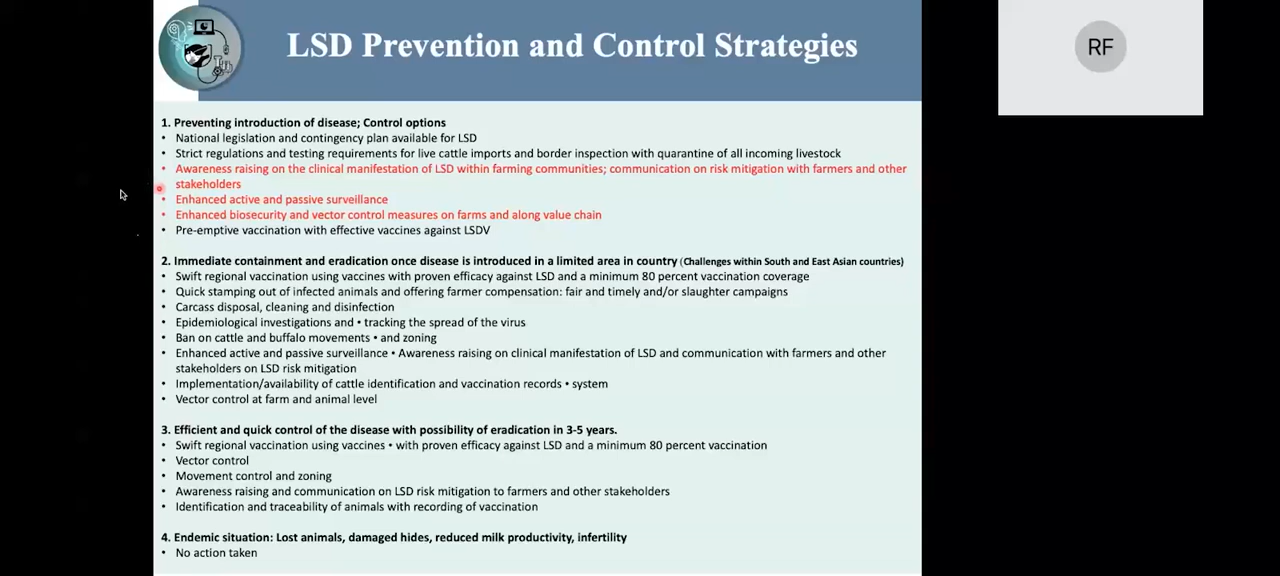 LSD Prevention and Control Strategies
RF
1. Preventing introduction of disease; Control options
• National legislation and contingency plan available for LSD
• Strict regulations and testing requirements for live cattle imports and border inspection with quarantine of all incoming livestock
• Awareness raising on the clinical manifestation of LSD within farming communities; communication on risk mitigation with farmers and other
stakeholders
• Enhanced active and passive surveillance
• Enhanced biosecurity and vector control measures on farms and along value chain
• Pre-emptive vaccination with effective vaccines against LSDV
2. Immediate containment and eradication once disease is introduced in a limited area in country (Challenges within South and East Asian countries)
• Swift regional vaccination using vaccines with proven efficacy against LSD and a minimum 80 percent vaccination coverage
• Quick stamping out of infected animals and offering farmer compensation: fair and timely and/or slaughter campaigns
• Carcass disposal, cleaning and disinfection
• Epidemiological investigations and • tracking the spread of the virus
• Ban on cattle and buffalo movements • and zoning
• Enhanced active and passive surveillance • Awareness raising on clinical manifestation of LSD and communication with farmers and other
stakeholders on LSD risk mitigation
• Implementation/availability of cattle identification and vaccination records • system
• Vector control at farm and animal level
3. Efficient and quick control of the disease with possibility of eradication in 3-5 years.
• Swift regional vaccination using vaccines • with proven efficacy against LSD and a minimum 80 percent vaccination
• Vector control
• Movement control and zoning
• Awareness raising and communication on LSD risk mitigation to farmers and other stakeholders
• Identification and traceability of animals with recording of vaccination
4. Endemic situation: Lost animals, damaged hides, reduced milk productivity, infertility
• No action taken